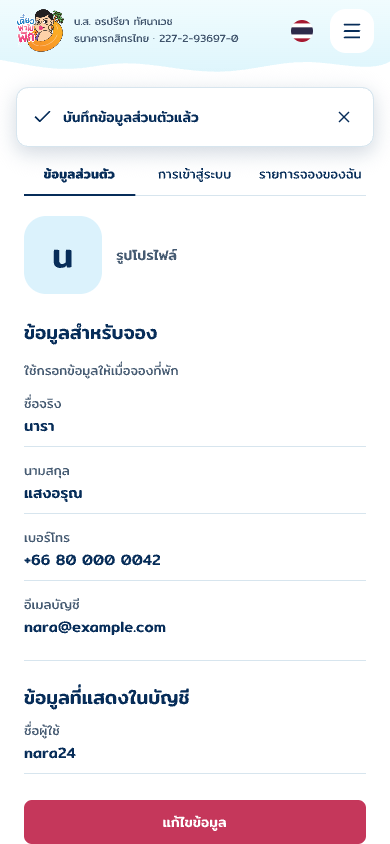 เดี๋ยวพามาพัก
น.ส. อรปรียา ทัศนาเวช
ธนาคารกสิกรไทย · 227-2-93697-0
บันทึกข้อมูลส่วนตัวแล้ว
ข้อมูลส่วนตัว
การเข้าสู่ระบบ
รายการจองของฉัน
น
รูปโปรไฟล์
ข้อมูลสำหรับจอง
ใช้กรอกข้อมูลให้เมื่อจองที่พัก
ชื่อจริง
นารา
นามสกุล
แสงอรุณ
เบอร์โทร
+66 80 000 0042
อีเมลบัญชี
nara@example.com
ข้อมูลที่แสดงในบัญชี
ชื่อผู้ใช้
nara24
แก้ไขข้อมูล